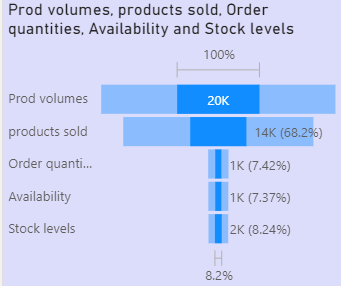 Prod volumes, products sold, Order
quantities, Availability and Stock levels
100%
Prod volumes 20K
products sold 14K (68.2%)
Order quanti... 1K (7.42%)
Availability 1K (7.37%)
Stock levels 2K (8.24%)
8.2%